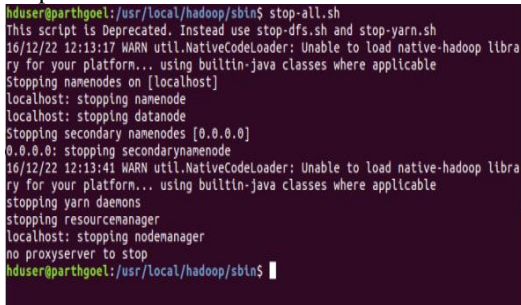 hduser@parthgoel:/usr/local/hadoop/sbin$ stop-all.sh
This script is Deprecated. Instead use stop-dfs.sh and stop-yarn.sh
16/12/22 12:13:17 WARN util.NativeCodeLoader: Unable to load native-hadoop libra
ry for your platform... using builtin-java classes where applicable
Stopping namenodes on [localhost]
localhost: stopping namenode
localhost: stopping datanode
Stopping secondary namenodes [0.0.0.0]
0.0.0.0: stopping secondarynamenode
16/12/22 12:13:41 WARN util.NativeCodeLoader: Unable to load native-hadoop libra
ry for your platform... using builtin-java classes where applicable
stopping yarn daemons
stopping resourcemanager
localhost: stopping nodemanager
no proxyserver to stop
hduser@parthgoel:/usr/local/hadoop/sbin$